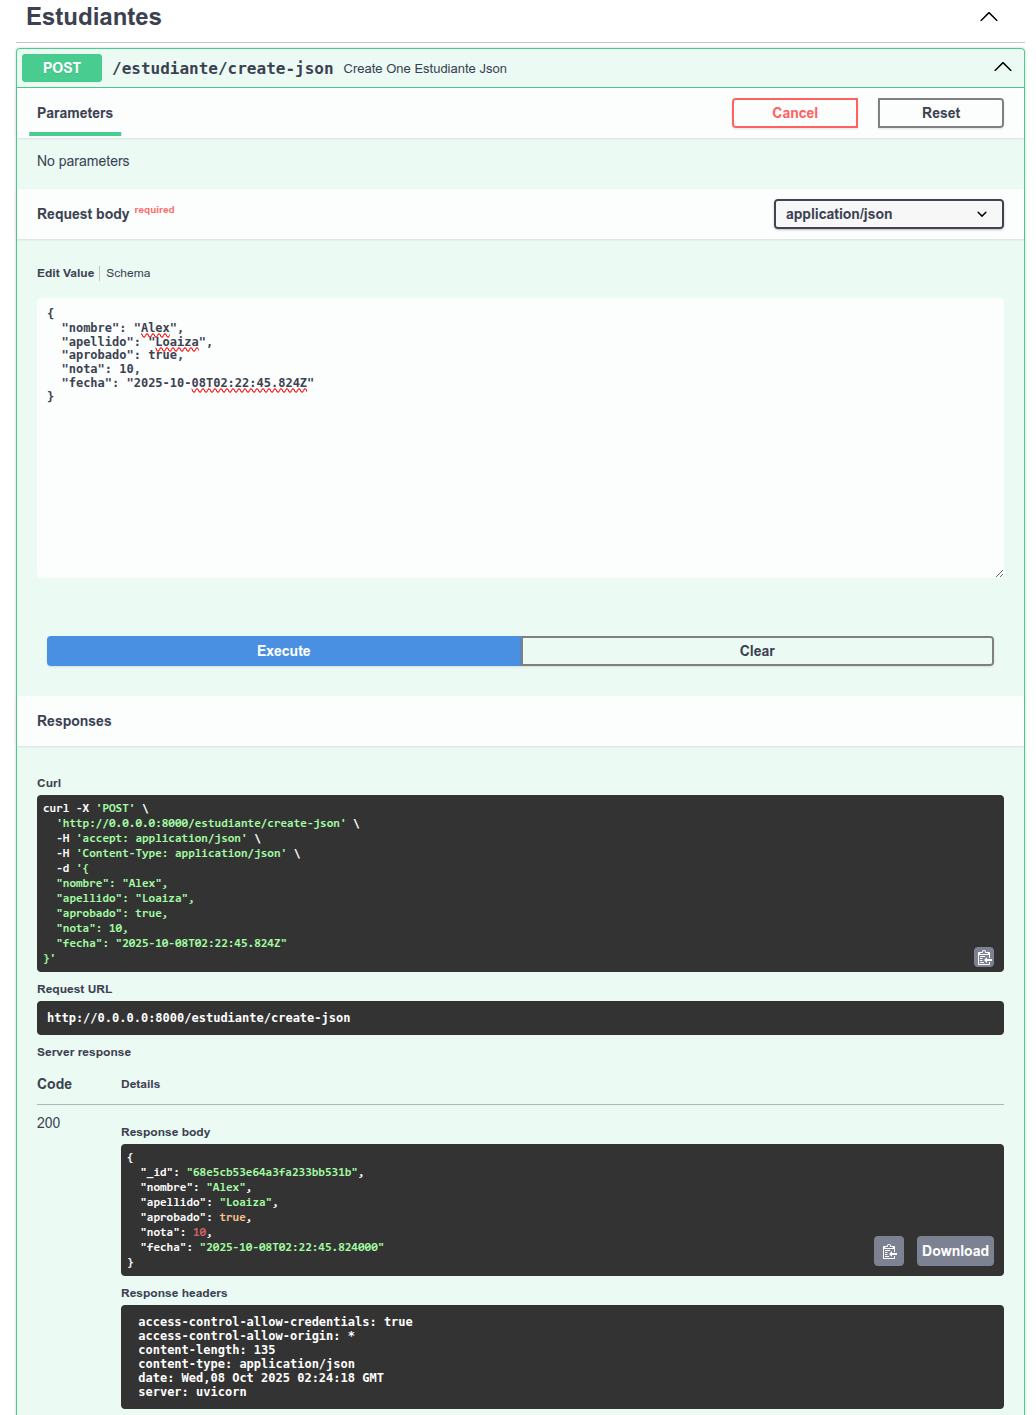 Estudiantes
POST /estudiante/create-json Create One Estudiante Json
Parameters Cancel Reset
No parameters
Request body required application/json
Edit Value Schema
{
  "nombre": "Alex",
  "apellido": "Loaiza",
  "aprobado": true,
  "nota": 10,
  "fecha": "2025-10-08T02:22:45.824Z"
}
Execute Clear
Responses
Curl
curl -X 'POST' \
  'http://0.0.0.0:8000/estudiante/create-json' \
  -H 'accept: application/json' \
  -H 'Content-Type: application/json' \
  -d '{
  "nombre": "Alex",
  "apellido": "Loaiza",
  "aprobado": true,
  "nota": 10,
  "fecha": "2025-10-08T02:22:45.824Z"
}'
Request URL
http://0.0.0.0:8000/estudiante/create-json
Server response
Code Details
200
Response body
{
  "_id": "68e5cb53e64a3fa233bb531b",
  "nombre": "Alex",
  "apellido": "Loaiza",
  "aprobado": true,
  "nota": 10,
  "fecha": "2025-10-08T02:22:45.824000"
}
Download
Response headers
access-control-allow-credentials: true
access-control-allow-origin: *
content-length: 135
content-type: application/json
date: Wed,08 Oct 2025 02:24:18 GMT
server: uvicorn